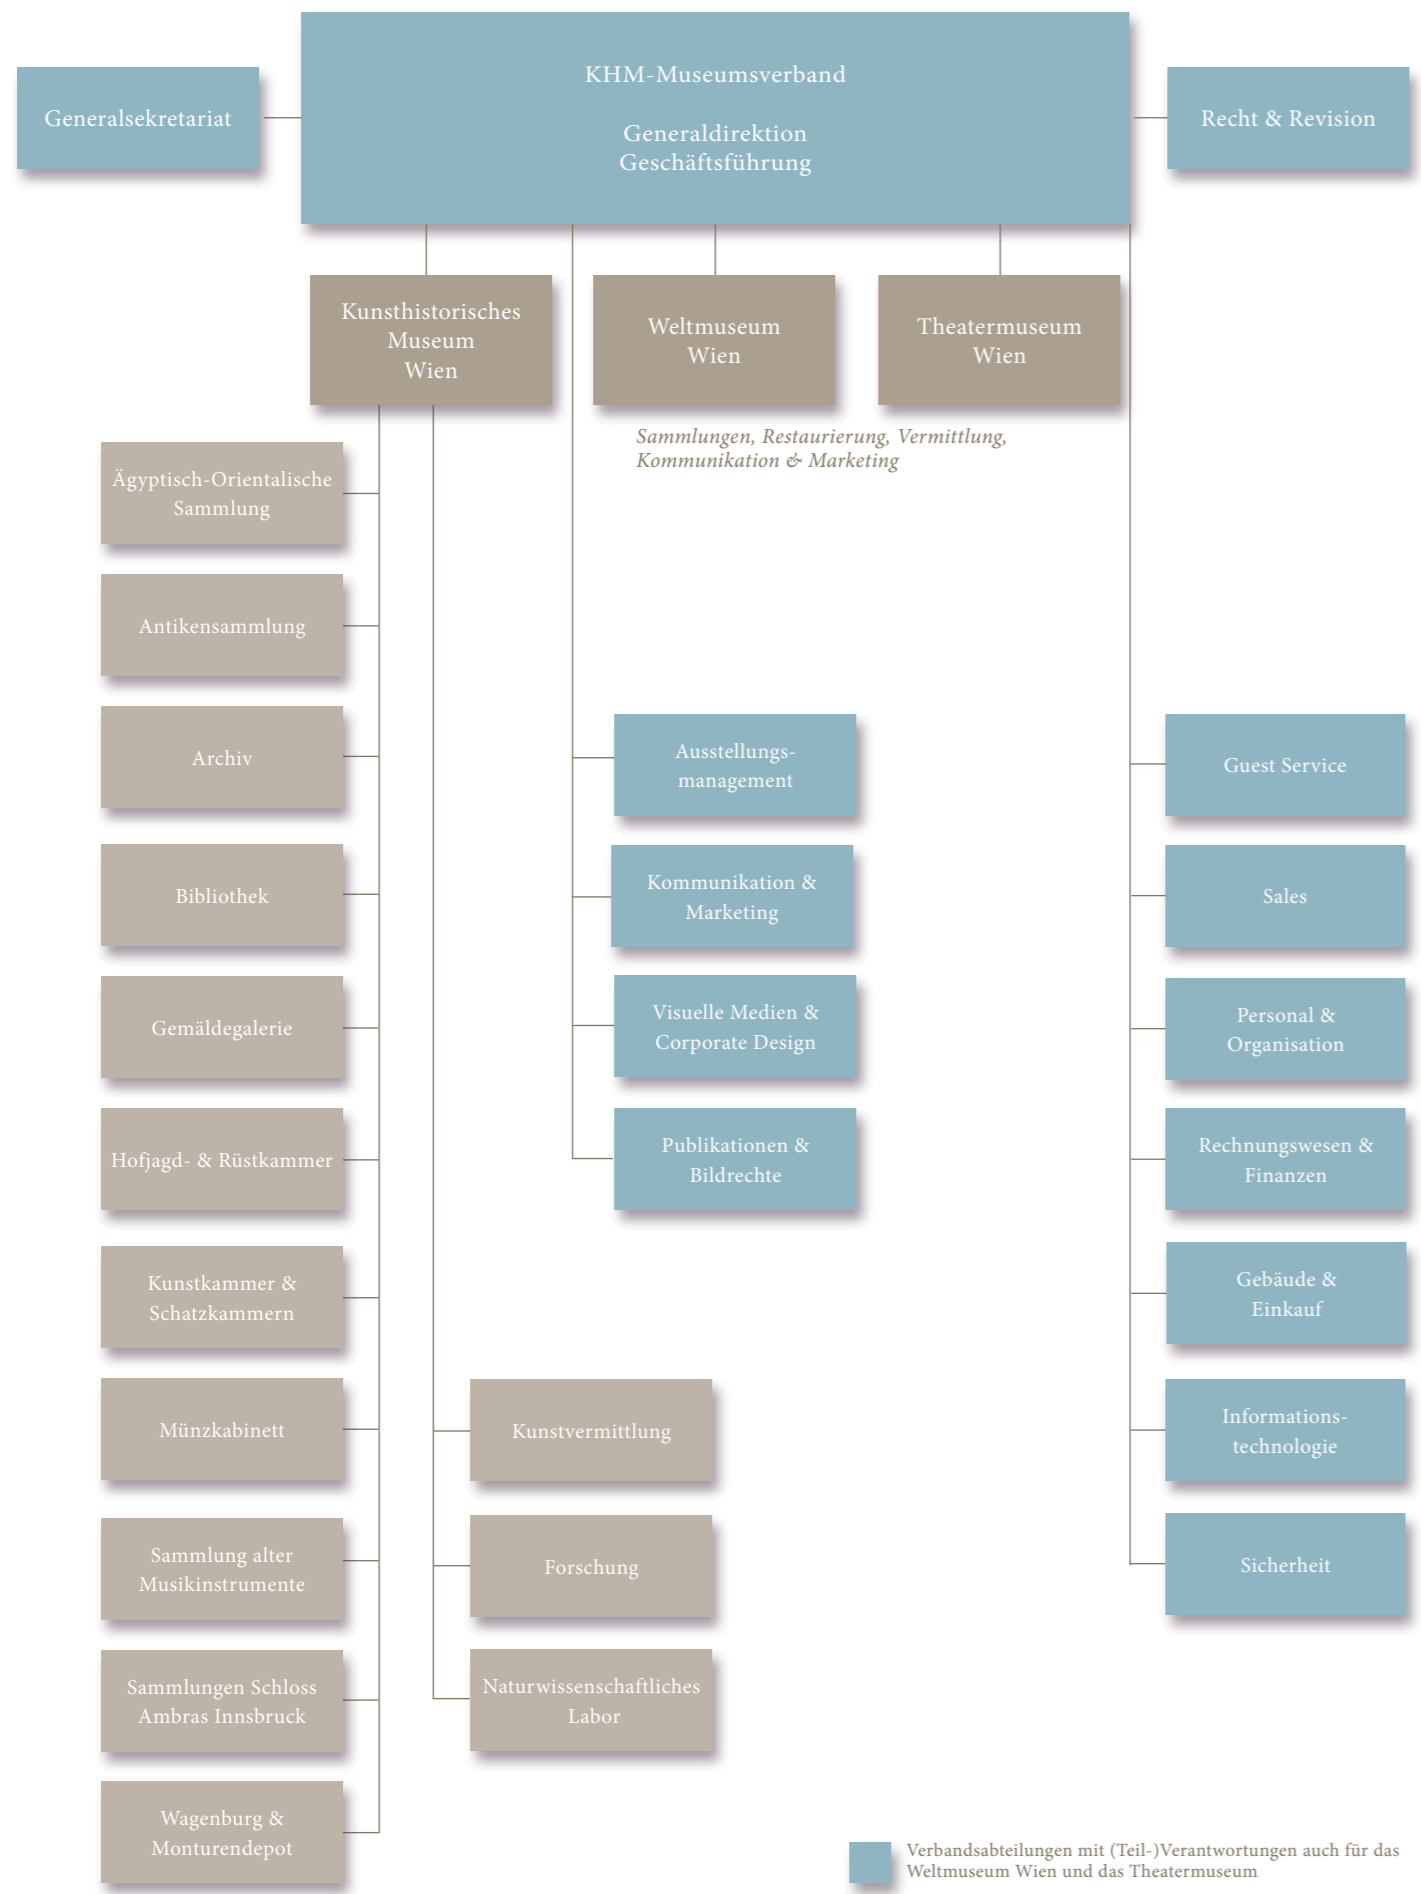 KHM-Museumsverband
Generaldirektion
Geschäftsführung
Generalsekretariat
Recht & Revision
Kunsthistorisches
Museum
Wien
Weltmuseum
Wien
Theatermuseum
Wien
Sammlungen, Restaurierung, Vermittlung,
Kommunikation & Marketing
Ägyptisch-Orientalische
Sammlung
Antikensammlung
Archiv
Bibliothek
Gemäldegalerie
Hofjagd- & Rüstkammer
Kunstkammer &
Schatzkammern
Münzkabinett
Sammlung alter
Musikinstrumente
Sammlungen Schloss
Ambras Innsbruck
Wagenburg &
Monturendepot
Kunstvermittlung
Forschung
Naturwissenschaftliches
Labor
Ausstellungs-
management
Kommunikation &
Marketing
Visuelle Medien &
Corporate Design
Publikationen &
Bildrechte
Guest Service
Sales
Personal &
Organisation
Rechnungswesen &
Finanzen
Gebäude &
Einkauf
Informations-
technologie
Sicherheit
Verbandsabteilungen mit (Teil-)Verantwortungen auch für das
Weltmuseum Wien und das Theatermuseum